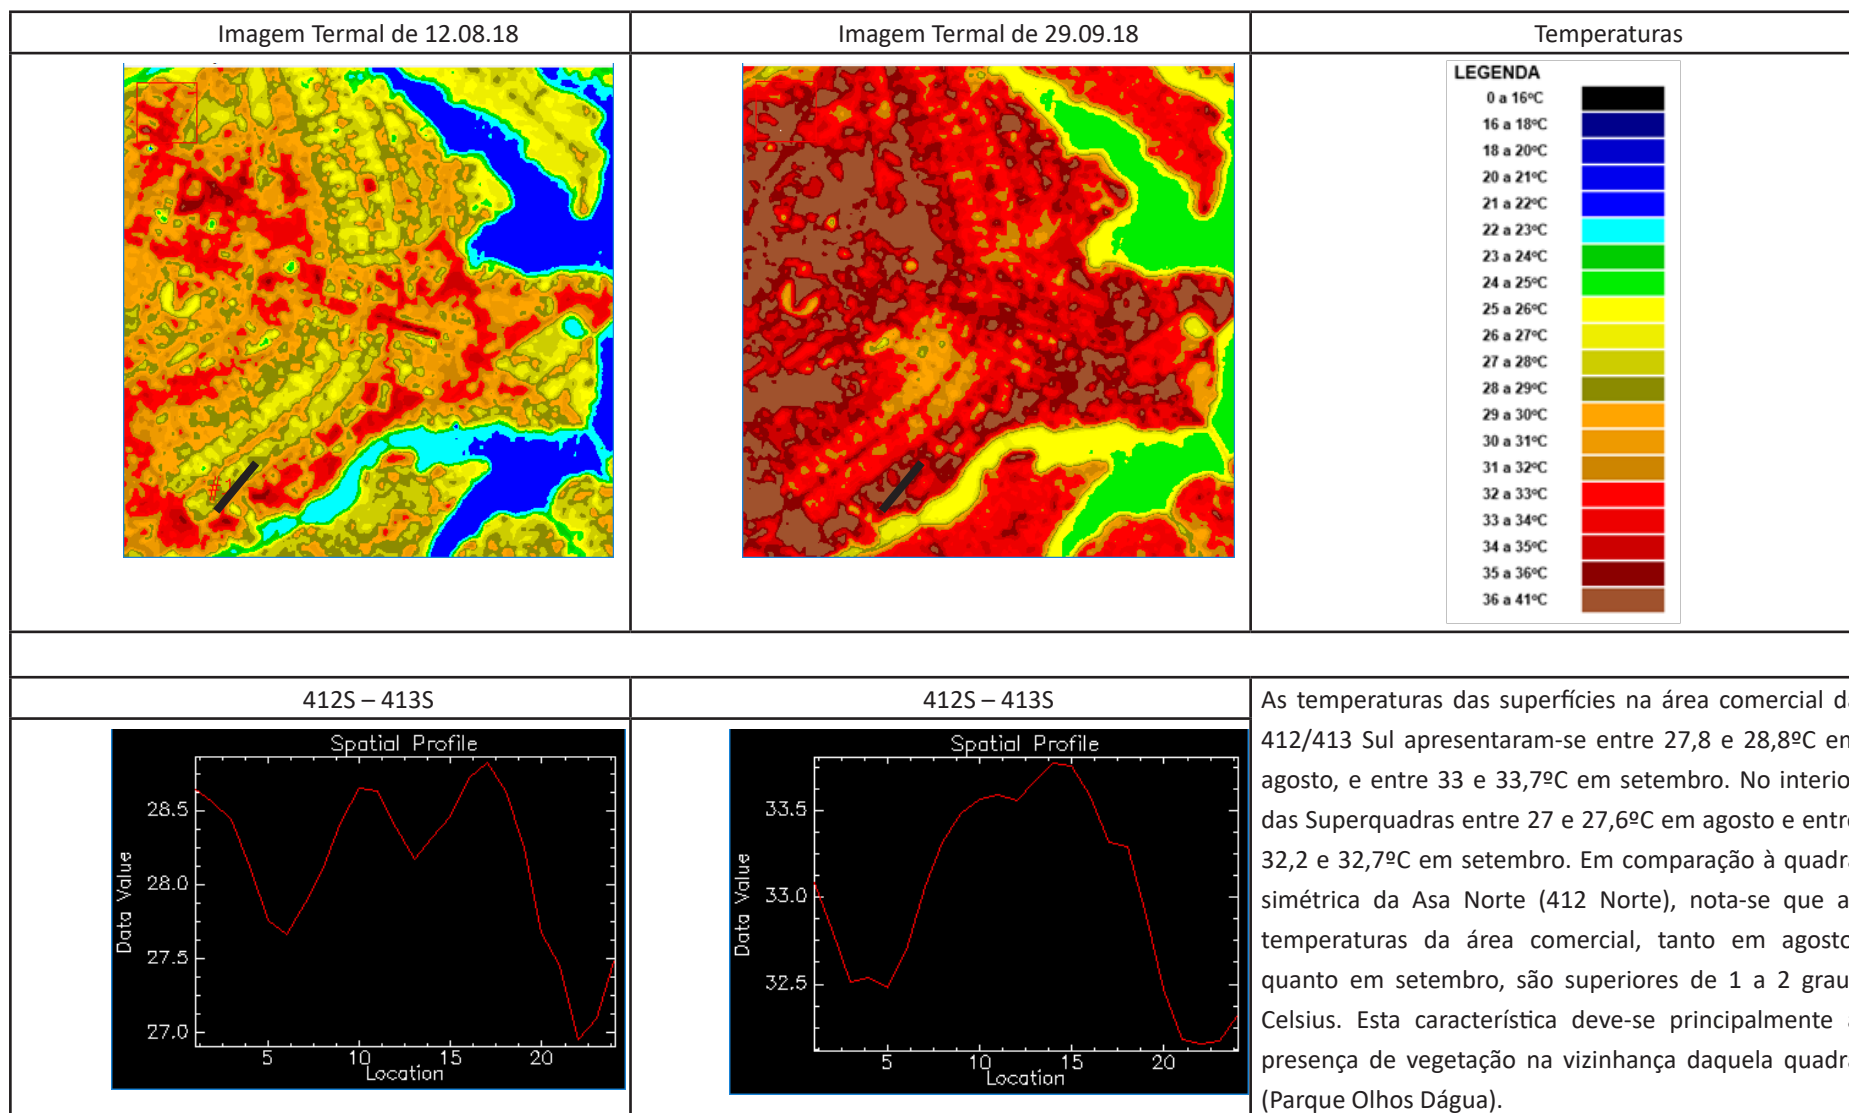 Imagem Termal de 12.08.18
Imagem Termal de 29.09.18
Temperaturas
LEGENDA
0 a 16ºC
16 a 18ºC
18 a 20ºC
20 a 21ºC
21 a 22ºC
22 a 23ºC
23 a 24ºC
24 a 25ºC
25 a 26ºC
26 a 27ºC
27 a 28ºC
28 a 29ºC
29 a 30ºC
30 a 31ºC
31 a 32ºC
32 a 33ºC
33 a 34ºC
34 a 35ºC
35 a 36ºC
36 a 41ºC
412S – 413S
412S – 413S
Spatial Profile
Data Value
28.5
28.0
27.5
27.0
5 10 15 20
Location
Spatial Profile
Data Value
33.5
33.0
32.5
5 10 15 20
Location
As temperaturas das superfícies na área comercial
412/413 Sul apresentaram-se entre 27,8 e 28,8ºC
agosto, e entre 33 e 33,7ºC em setembro. No
das Superquadras entre 27 e 27,6ºC em agosto e
32,2 e 32,7ºC em setembro. Em comparação à
simétrica da Asa Norte (412 Norte), nota-se que
temperaturas da área comercial, tanto em agosto
quanto em setembro, são superiores de 1 a 2
Celsius. Esta característica deve-se principalmente
presença de vegetação na vizinhança daquela
(Parque Olhos Dágua).